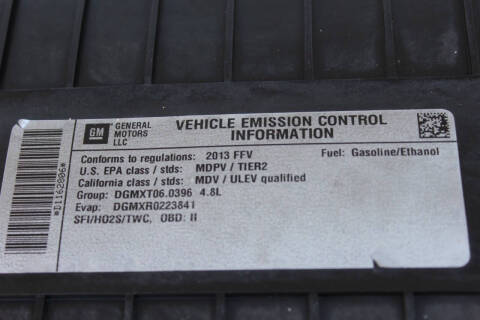 GM
GENERAL MOTORS LLC
VEHICLE EMISSION CONTROL
INFORMATION
Conforms to regulations: 2013 FFV Fuel: Gasoline/Ethanol
U.S. EPA class / stds: MDPV / TIER2
California class / stds: MDV / ULEV qualified
Group: DGMXT06.0396 4.8L
Evap: DGMXR0223841
SFI/HO2S/TWC, OBD: II
*D1162806*